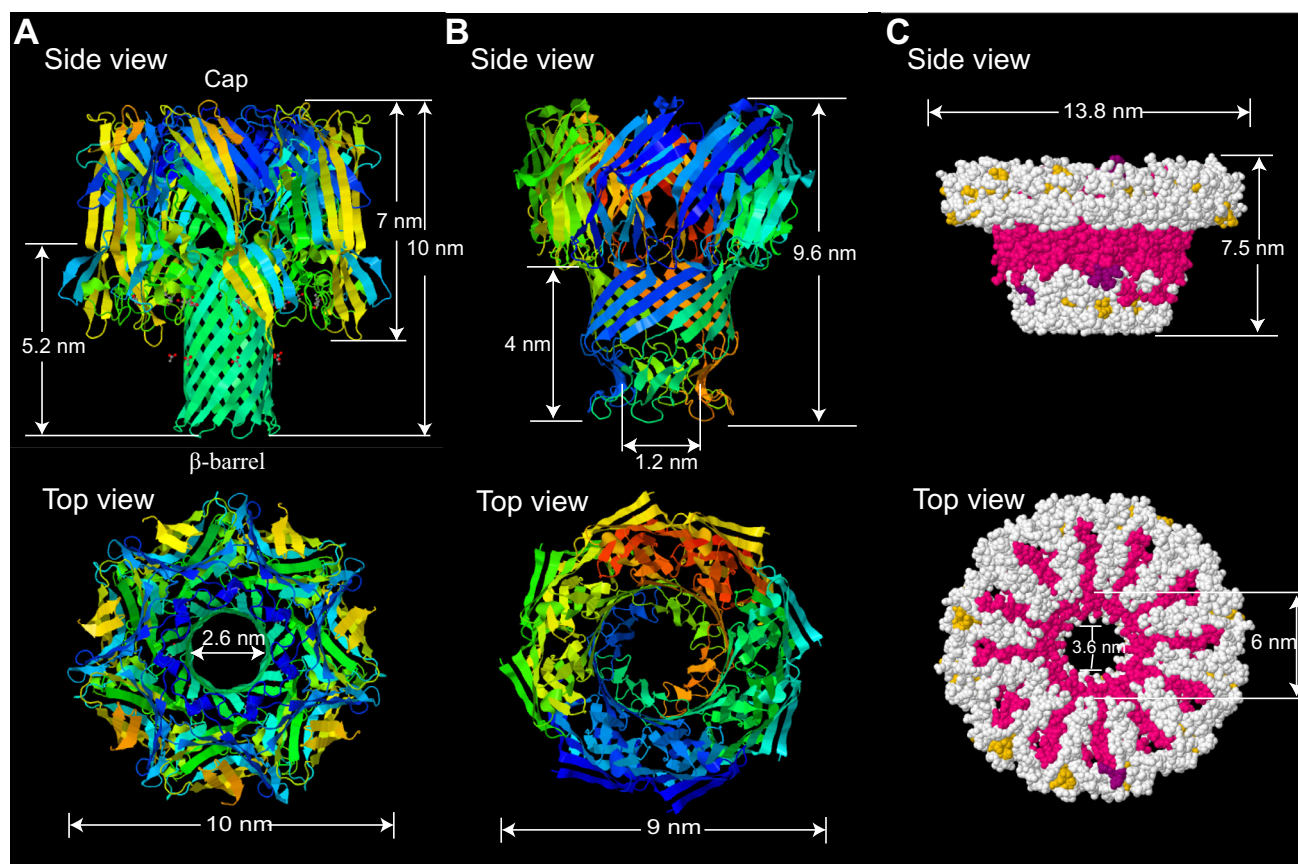 A
Side view
Cap
7 nm
10 nm
5.2 nm
β-barrel
Top view
2.6 nm
10 nm
B
Side view
9.6 nm
4 nm
1.2 nm
Top view
9 nm
C
Side view
13.8 nm
7.5 nm
Top view
3.6 nm
6 nm